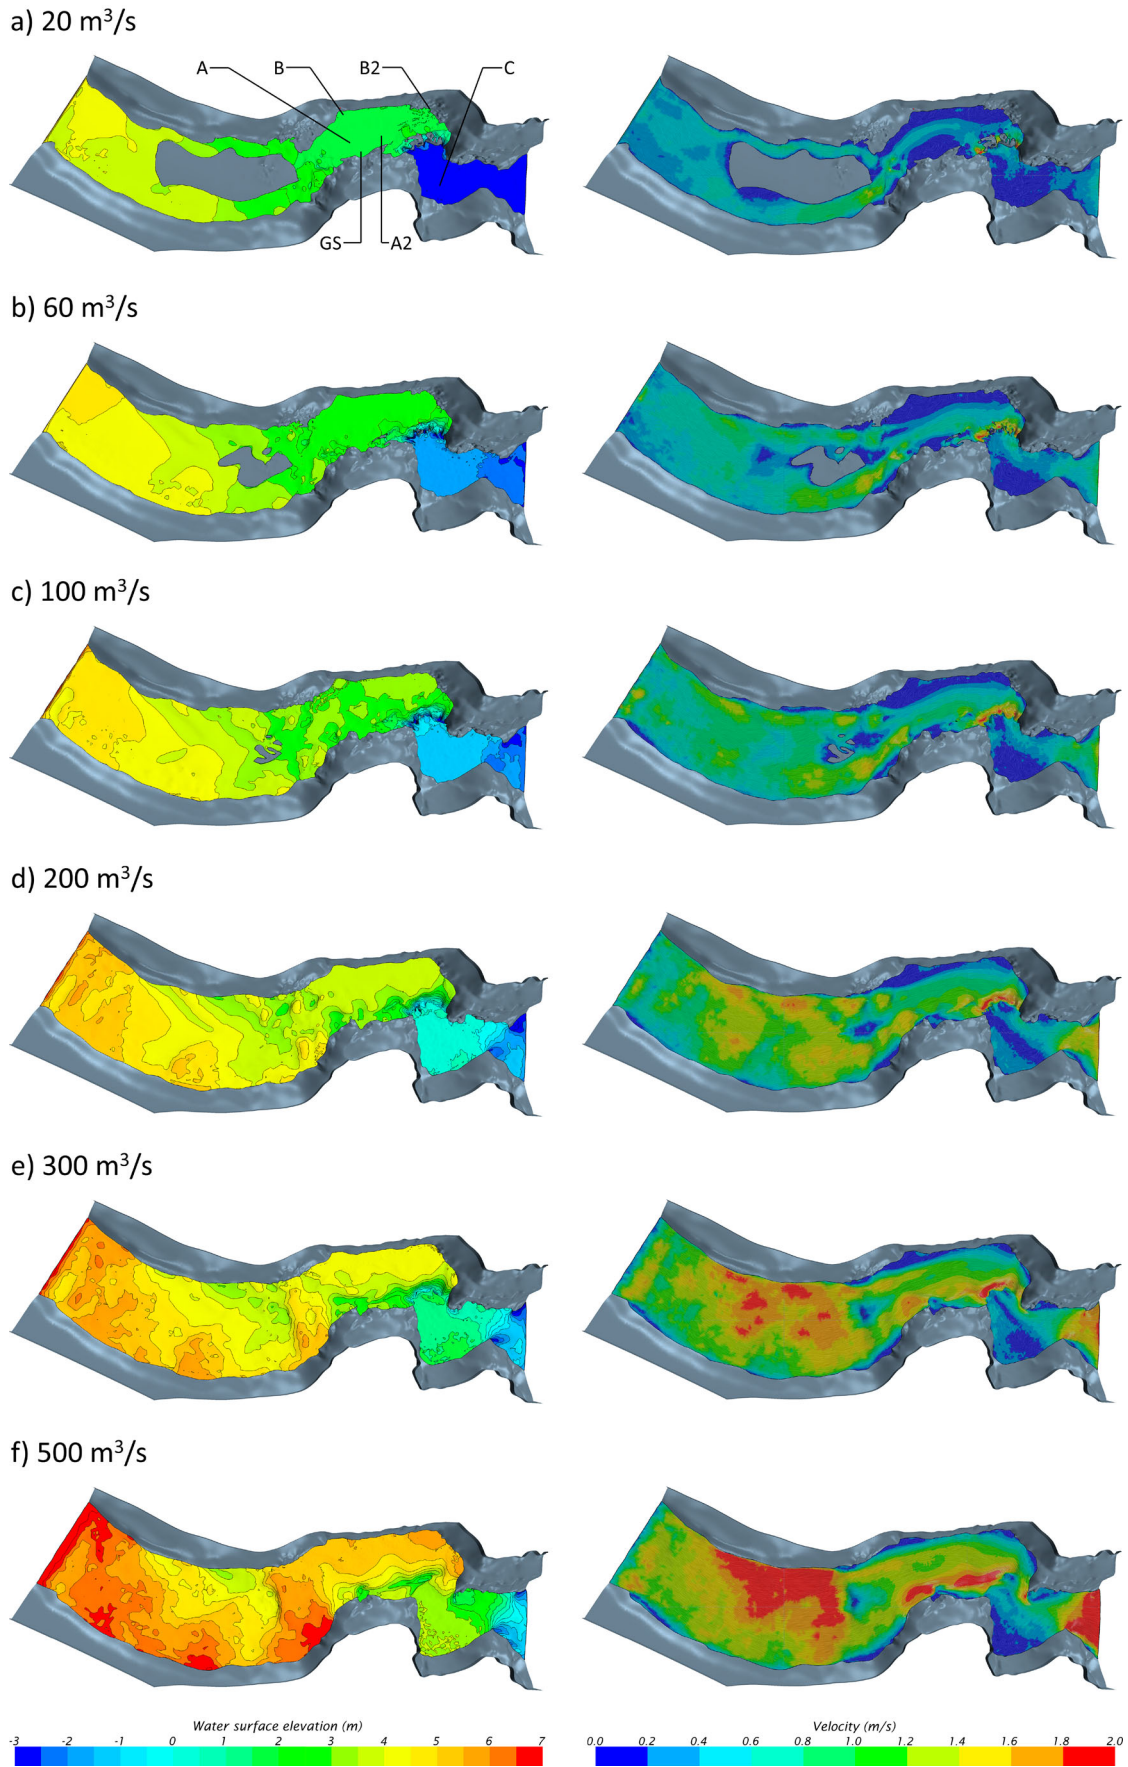 a) 20 m³/s
A B B2 C
GS A2
b) 60 m³/s
c) 100 m³/s
d) 200 m³/s
e) 300 m³/s
f) 500 m³/s
Water surface elevation (m) Velocity (m/s)
-3 -2 -1 0 1 2 3 4 5 6 7 0.0 0.2 0.4 0.6 0.8 1.0 1.2 1.4 1.6 1.8 2.0